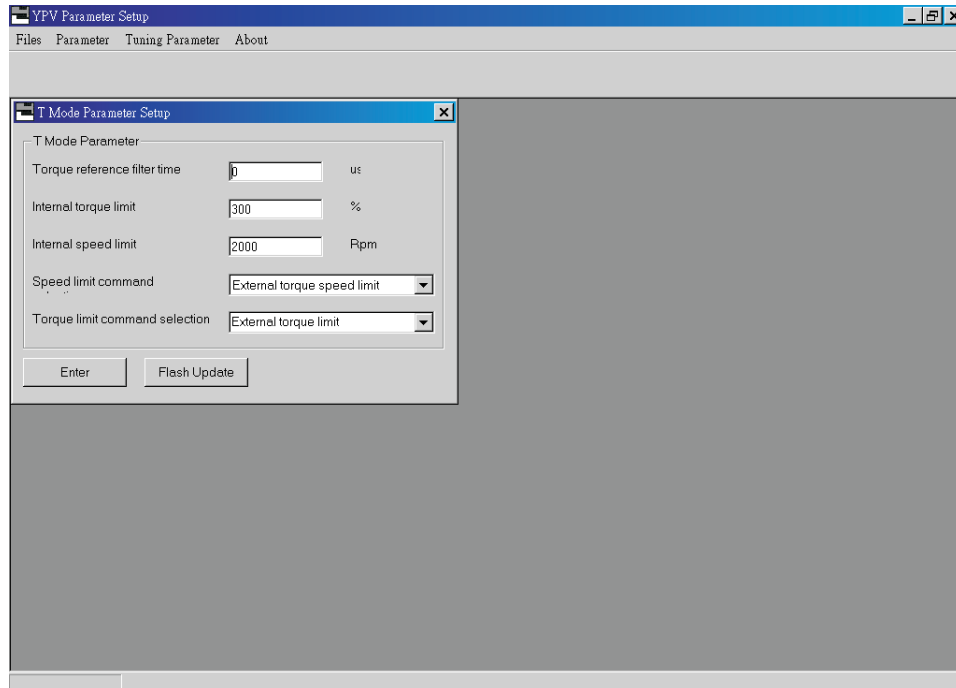 YPV Parameter Setup
Files Parameter Tuning Parameter About
T Mode Parameter Setup
T Mode Parameter
Torque reference filter time 0 us
Internal torque limit 300 %
Internal speed limit 2000 Rpm
Speed limit command External torque speed limit
Torque limit command selection External torque limit
Enter Flash Update